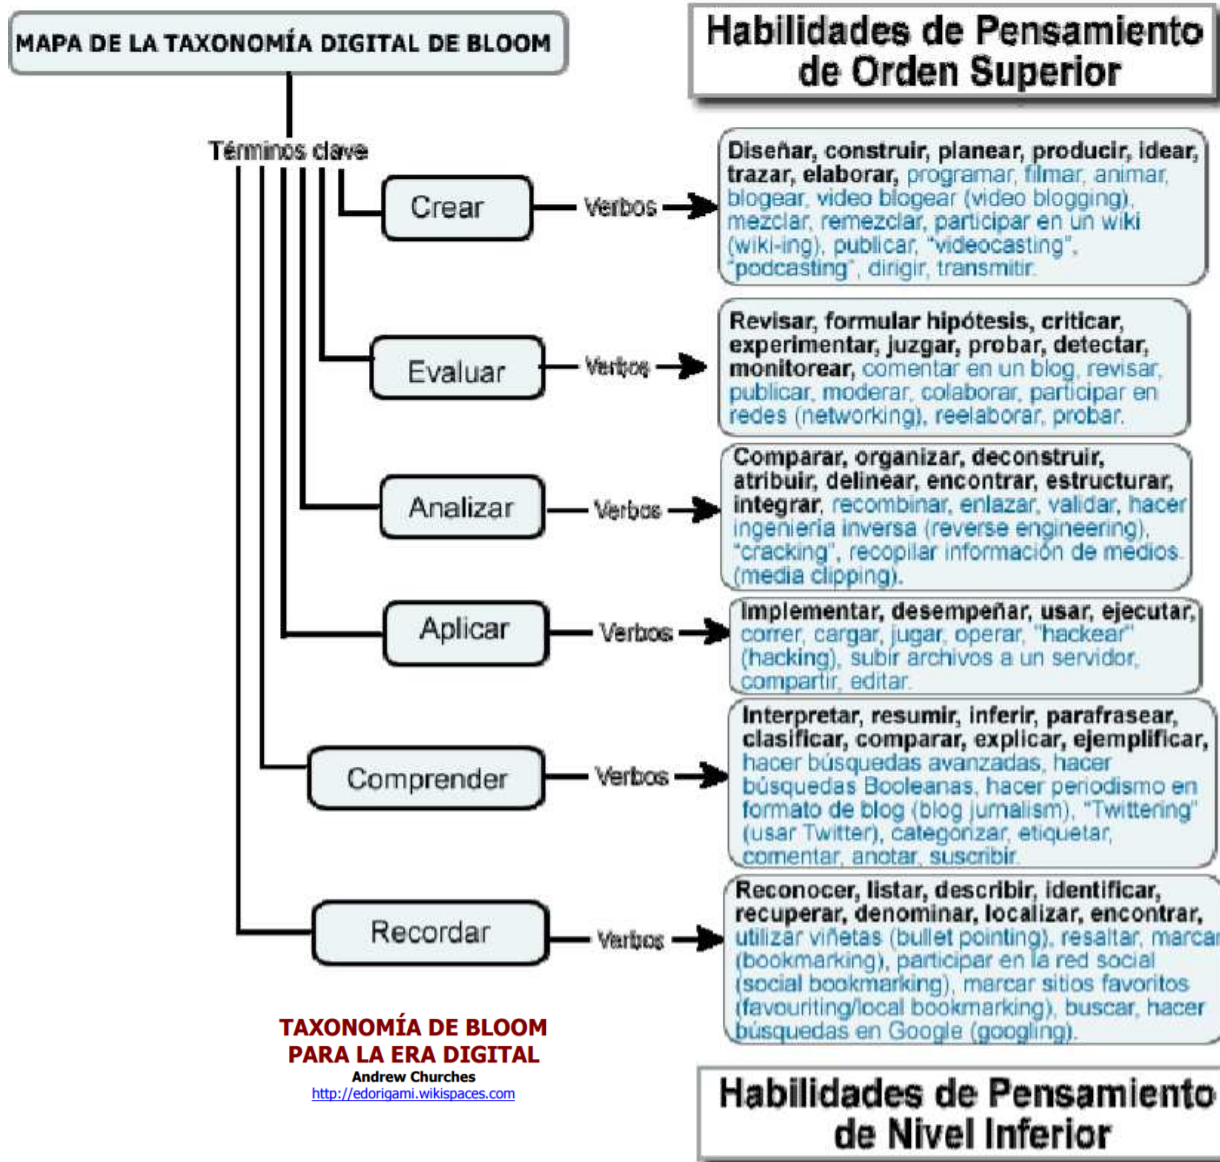 MAPA DE LA TAXONOMÍA DIGITAL DE BLOOM
Habilidades de Pensamiento
de Orden Superior
Términos clave
Crear
Verbos
Diseñar, construir, planear, producir, idear,
trazar, elaborar, programar, filmar, animar,
blogear, video blogear (video blogging),
mezclar, remezclar, participar en un wiki
(wiki-ing), publicar, “videocasting”,
“podcasting”, dirigir, transmitir.
Evaluar
Verbos
Revisar, formular hipótesis, criticar,
experimentar, juzgar, probar, detectar,
monitorear, comentar en un blog, revisar,
publicar, moderar, colaborar, participar en
redes (networking), reelaborar, probar.
Analizar
Verbos
Comparar, organizar, deconstruir,
atribuir, delinear, encontrar, estructurar,
integrar, recombinar, enlazar, validar, hacer
ingeniería inversa (reverse engineering),
“cracking”, recopilar información de medios.
(media clipping).
Aplicar
Verbos
Implementar, desempeñar, usar, ejecutar,
correr, cargar, jugar, operar, "hackear"
(hacking), subir archivos a un servidor,
compartir, editar.
Comprender
Verbos
Interpretar, resumir, inferir, parafrasear,
clasificar, comparar, explicar, ejemplificar,
hacer búsquedas avanzadas, hacer
búsquedas Booleanas, hacer periodismo en
formato de blog (blog jurnalism), “Twittering”
(usar Twitter), categorizar, etiquetar,
comentar, anotar, suscribir.
Recordar
Verbos
Reconocer, listar, describir, identificar,
recuperar, denominar, localizar, encontrar,
utilizar viñetas (bullet pointing), resaltar, marcar
(bookmarking), participar en la red social
(social bookmarking), marcar sitios favoritos
(favouriting/local bookmarking), buscar, hacer
búsquedas en Google (googling).
TAXONOMÍA DE BLOOM
PARA LA ERA DIGITAL
Andrew Churches
http://edorigami.wikispaces.com
Habilidades de Pensamiento
de Nivel Inferior